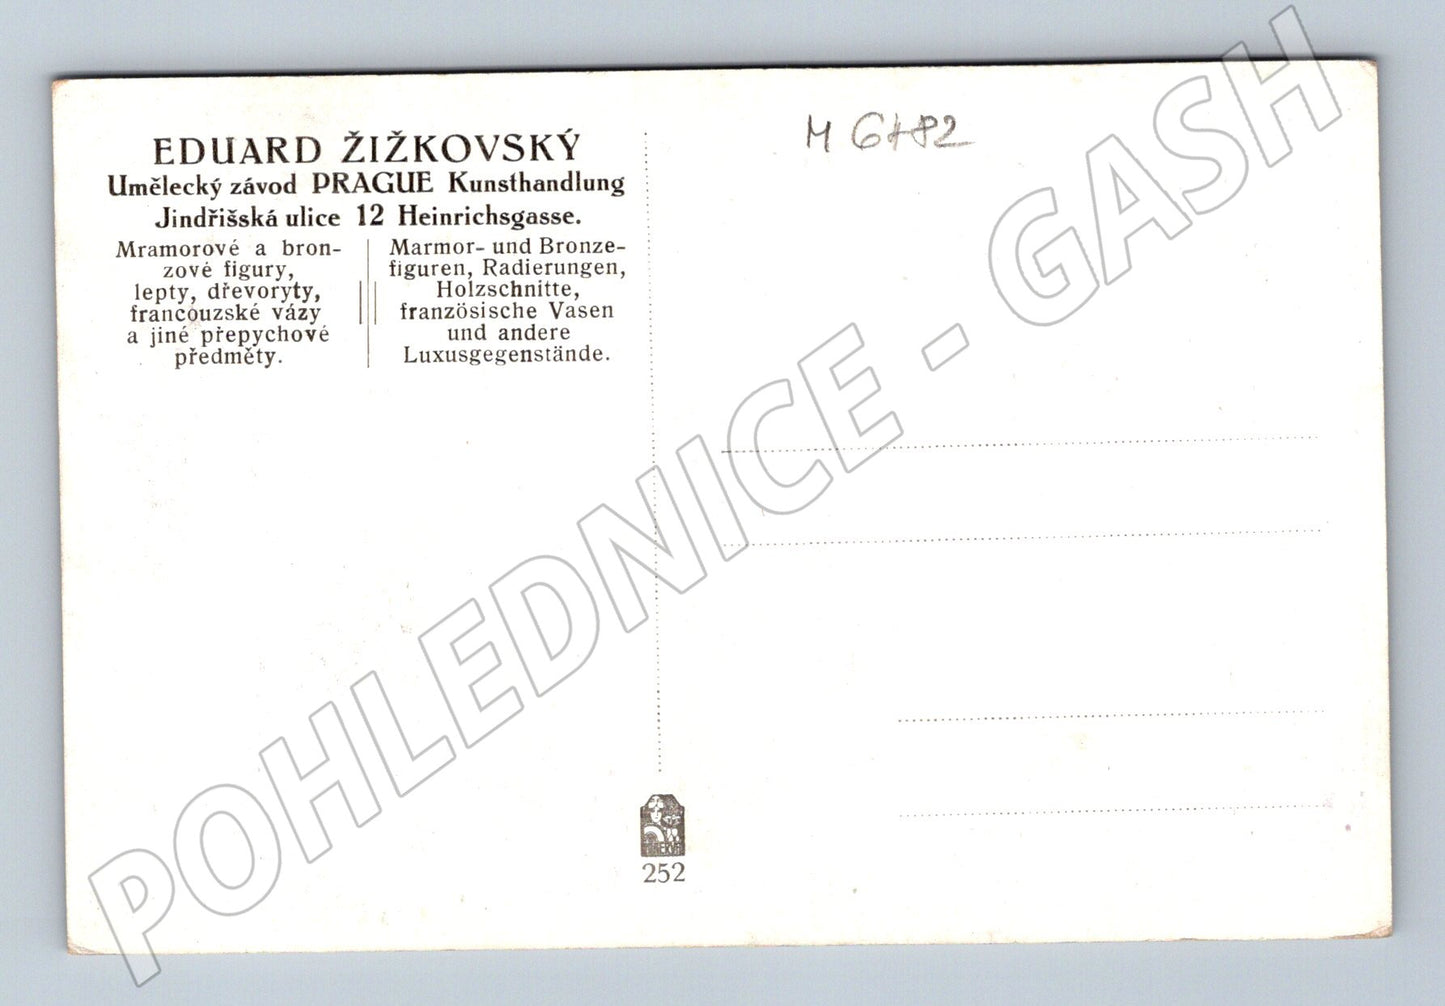 EDUARD ŽIŽKOVSKÝ
Umělecký závod PRAGUE Kunsthandlung
Jindřišská ulice 12 Heinrichsgasse.
Mramorové a bron-
zové figury,
lepty, dřevoryty,
francouzské vázy
a jiné přepychové
předměty.
Marmor- und Bronze-
figuren, Radierungen,
Holzschnitte,
französische Vasen
und andere
Luxusgegenstände.
M
252
POHLEDNICE - GASH